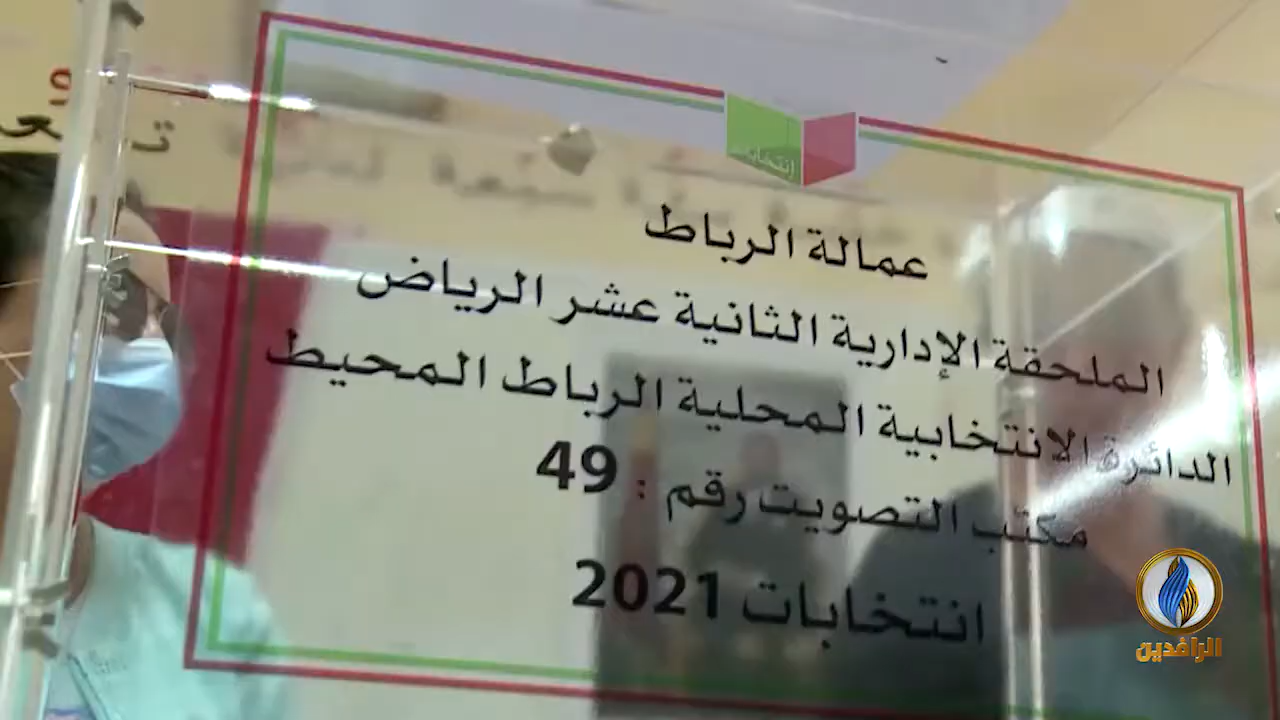 انتخابات
عمالة الرباط
الملحقة الإدارية الثانية عشر الرياض
الدائرة الانتخابية المحلية الرباط المحيط
مكتب التصويت رقم : 49
انتخابات 2021
الرافدين